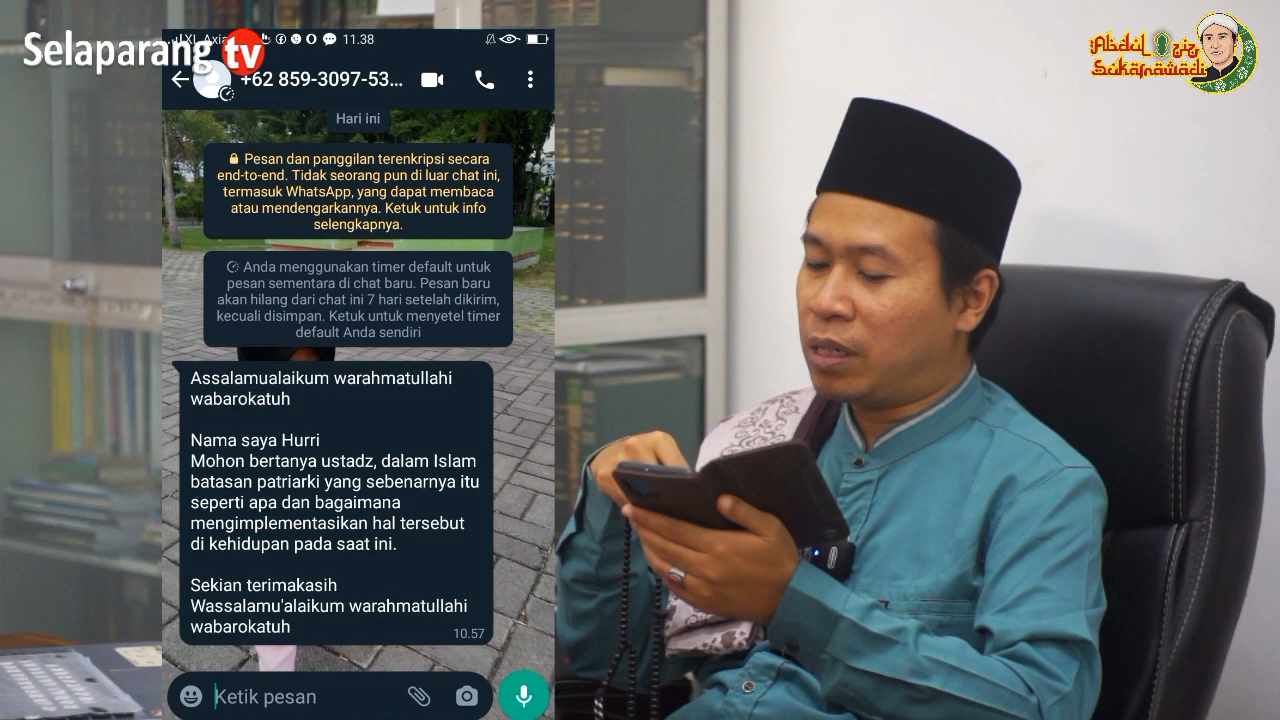 Selaparang tv
11.38
+62 859-3097-53...
Hari ini
Pesan dan panggilan terenkripsi secara
end-to-end. Tidak seorang pun di luar chat ini,
termasuk WhatsApp, yang dapat membaca
atau mendengarkannya. Ketuk untuk info
selengkapnya.
Anda menggunakan timer default untuk
pesan sementara di chat baru. Pesan baru
akan hilang dari chat ini 7 hari setelah dikirim,
kecuali disimpan. Ketuk untuk menyetel timer
default Anda sendiri
Assalamualaikum warahmatullahi
wabarokatuh
Nama saya Hurri
Mohon bertanya ustadz, dalam Islam
batasan patriarki yang sebenarnya itu
seperti apa dan bagaimana
mengimplementasikan hal tersebut
di kehidupan pada saat ini.
Sekian terimakasih
Wassalamu'alaikum warahmatullahi
wabarokatuh
10.57
Ketik pesan
Abdul Aziz
Sukarnawadi